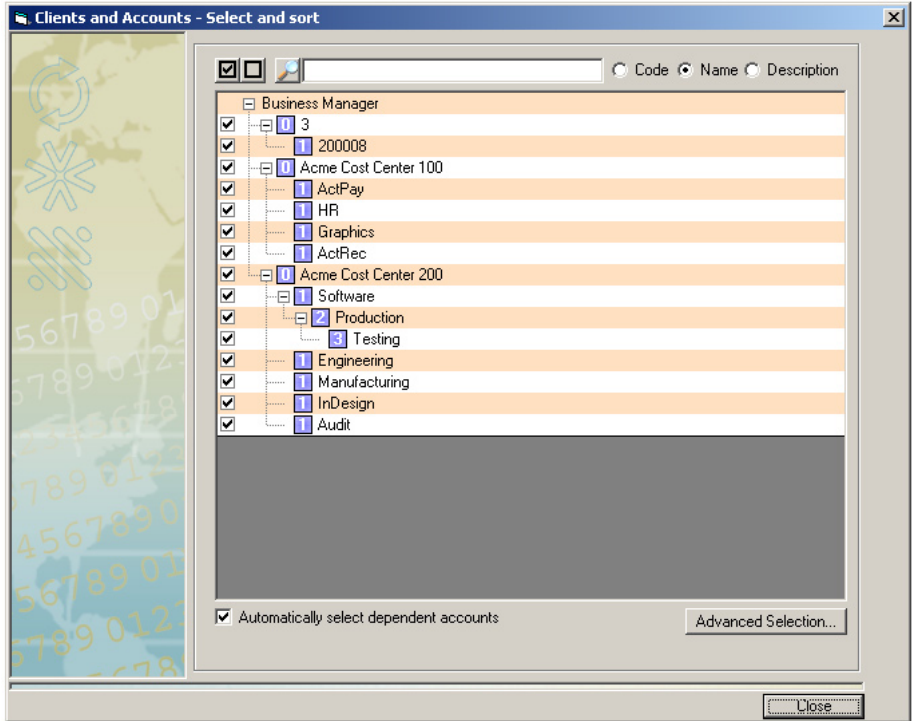 Clients and Accounts - Select and sort
Code Name Description
Business Manager
0 3
1 200008
0 Acme Cost Center 100
1 ActPay
1 HR
1 Graphics
1 ActRec
0 Acme Cost Center 200
1 Software
2 Production
3 Testing
1 Engineering
1 Manufacturing
1 InDesign
1 Audit
Automatically select dependent accounts
Advanced Selection...
Close